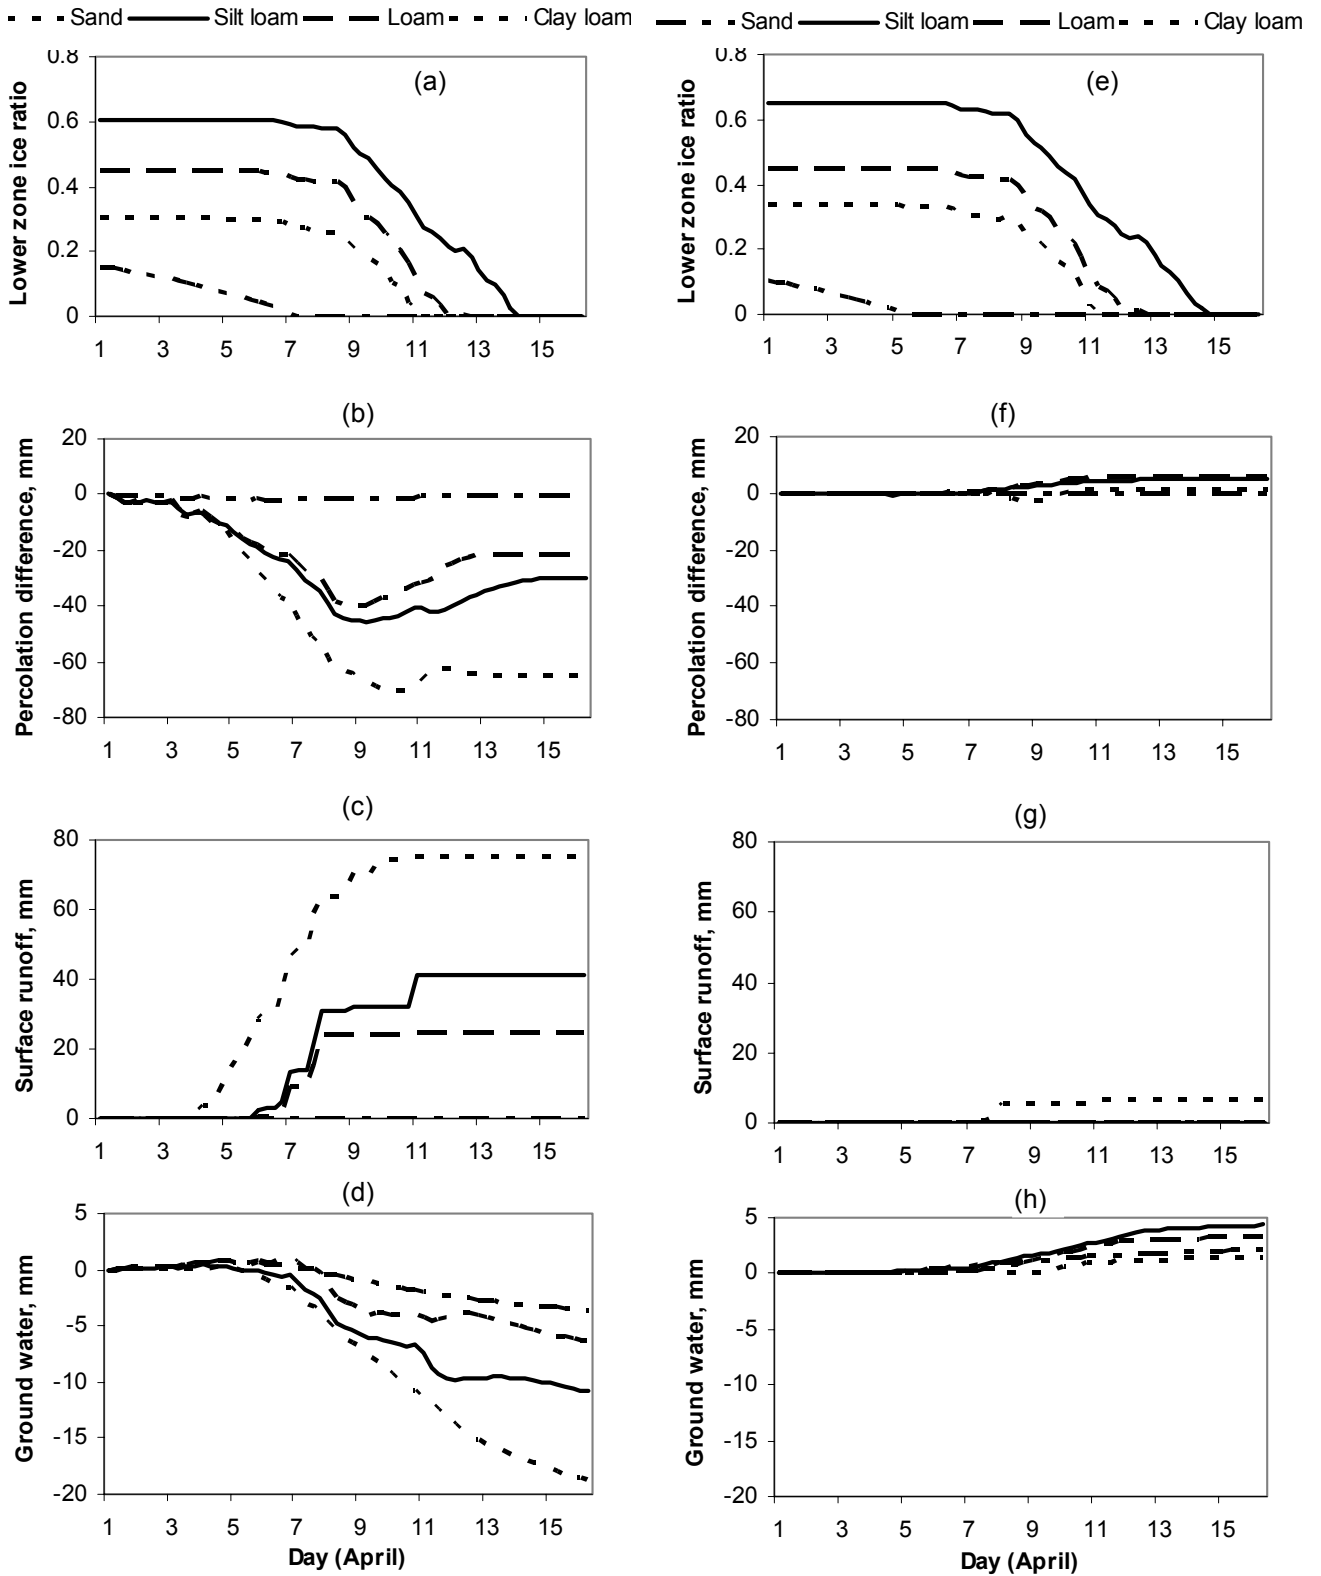 Sand Silt loam Loam Clay loam
Sand Silt loam Loam Clay loam
(a)
Lower zone ice ratio
0.8
0.6
0.4
0.2
0
1 3 5 7 9 11 13 15
(e)
Lower zone ice ratio
0.8
0.6
0.4
0.2
0
1 3 5 7 9 11 13 15
(b)
Percolation difference, mm
20
0
-20
-40
-60
-80
1 3 5 7 9 11 13 15
(f)
Percolation difference, mm
20
0
-20
-40
-60
-80
1 3 5 7 9 11 13 15
(c)
Surface runoff, mm
80
60
40
20
0
1 3 5 7 9 11 13 15
(g)
Surface runoff, mm
80
60
40
20
0
1 3 5 7 9 11 13 15
(d)
Ground water, mm
5
0
-5
-10
-15
-20
1 3 5 7 9 11 13 15
Day (April)
(h)
Ground water, mm
5
0
-5
-10
-15
-20
1 3 5 7 9 11 13 15
Day (April)